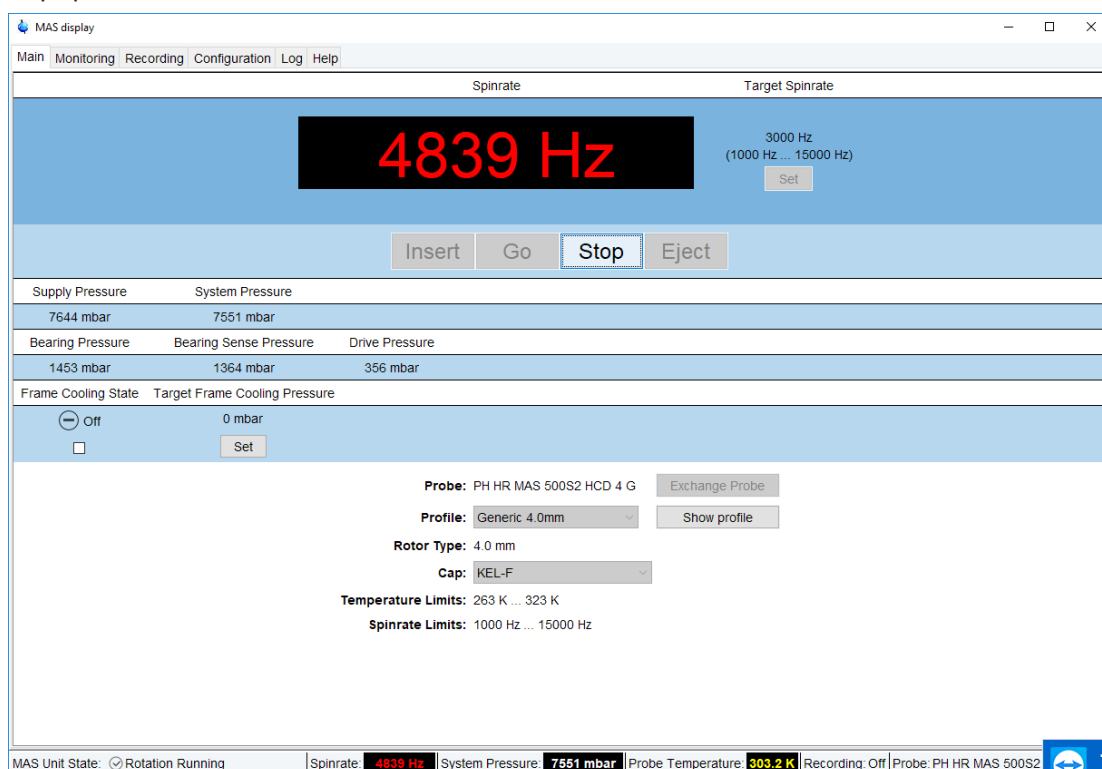 MAS display
Main Monitoring Recording Configuration Log Help
Spinrate Target Spinrate
4839 Hz
3000 Hz
(1000 Hz ... 15000 Hz)
Set
Insert Go Stop Eject
Supply Pressure System Pressure
7644 mbar 7551 mbar
Bearing Pressure Bearing Sense Pressure Drive Pressure
1453 mbar 1364 mbar 356 mbar
Frame Cooling State Target Frame Cooling Pressure
Off 0 mbar
Set
Probe: PH HR MAS 500S2 HCD 4 G Exchange Probe
Profile: Generic 4.0mm Show profile
Rotor Type: 4.0 mm
Cap: KEL-F
Temperature Limits: 263 K ... 323 K
Spinrate Limits: 1000 Hz ... 15000 Hz
MAS Unit State: Rotation Running Spinrate: 4839 Hz System Pressure: 7551 mbar Probe Temperature: 303.2 K Recording: Off Probe: PH HR MAS 500S2